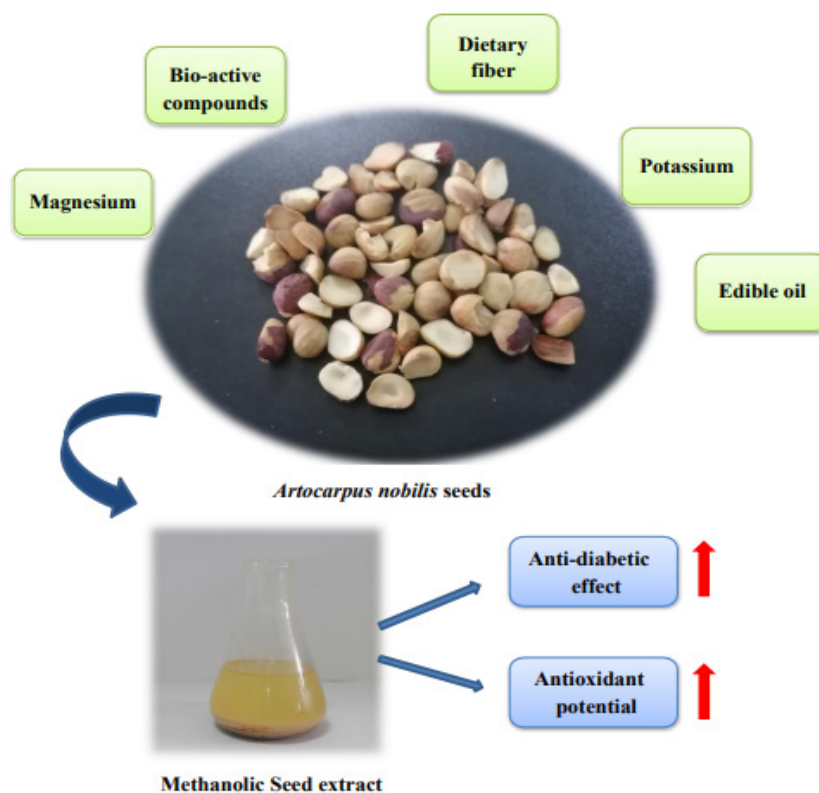 Dietary
fiber
Bio-active
compounds
Potassium
Magnesium
Edible oil
Artocarpus nobilis seeds
Anti-diabetic
effect
Antioxidant
potential
Methanolic Seed extract